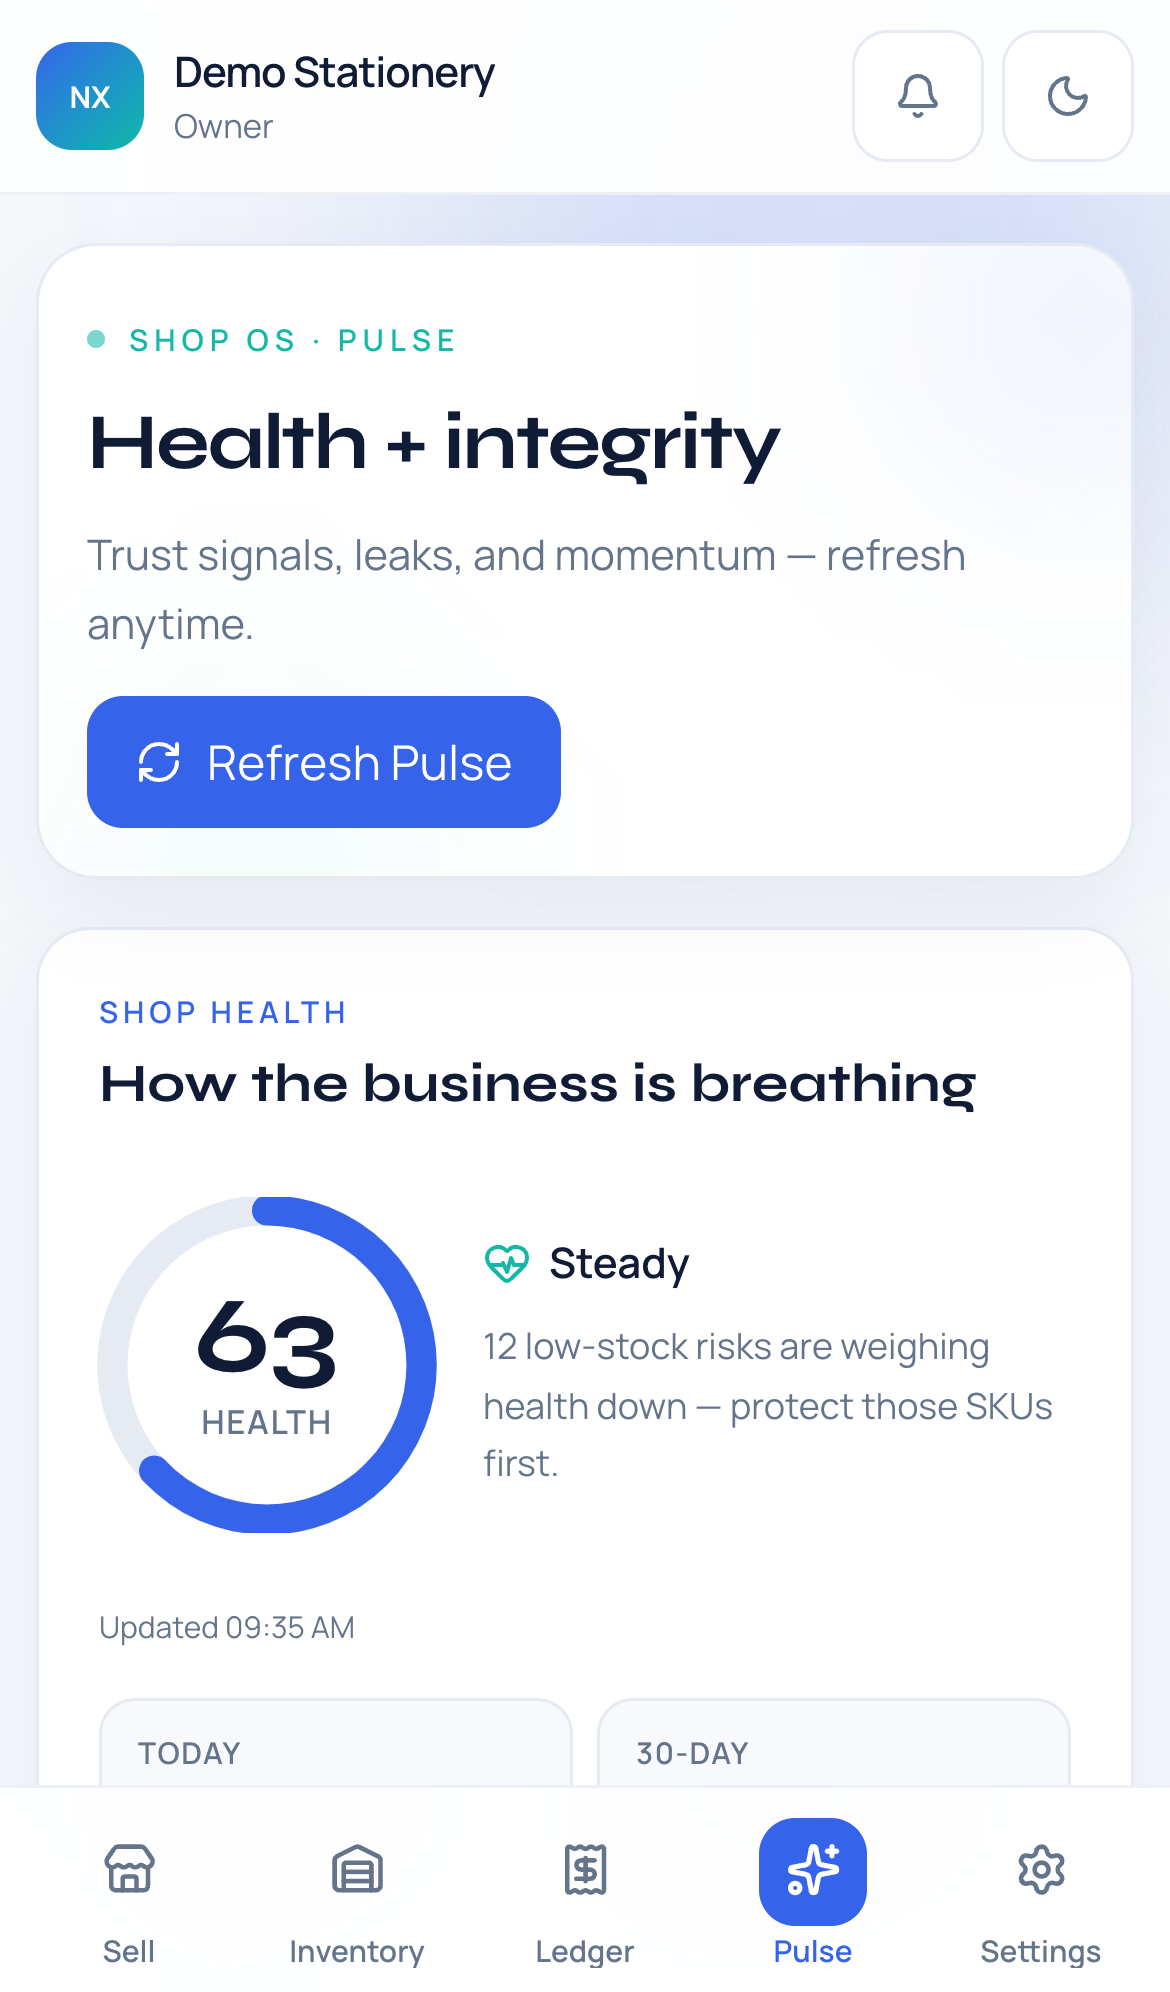 NX
Demo Stationery
Owner
SHOP OS · PULSE
Health + integrity
Trust signals, leaks, and momentum — refresh
anytime.
Refresh Pulse
SHOP HEALTH
How the business is breathing
63
HEALTH
Steady
12 low-stock risks are weighing
health down — protect those SKUs
first.
Updated 09:35 AM
TODAY
30-DAY
Sell
Inventory
Ledger
Pulse
Settings